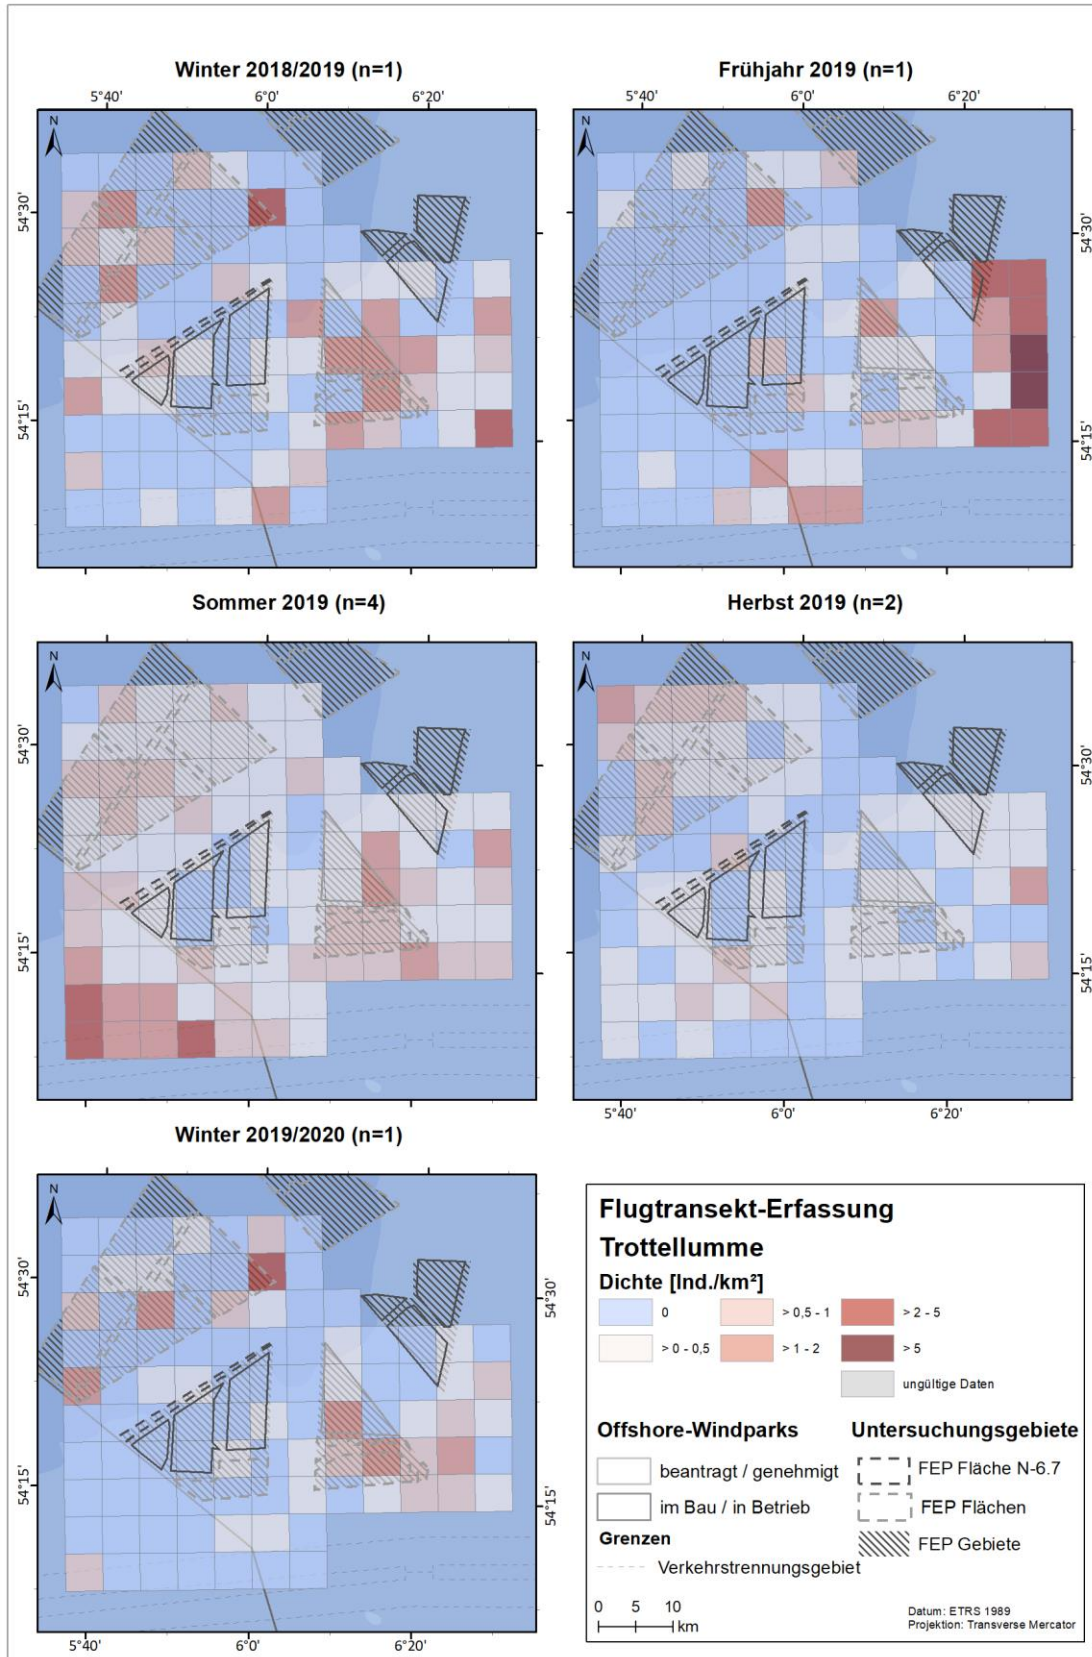 Winter 2018/2019 (n=1)
5°40' 6°0' 6°20'
N
54°30'
54°15'
Frühjahr 2019 (n=1)
5°40' 6°0' 6°20'
N
54°30'
54°15'
Sommer 2019 (n=4)
N
54°30'
54°15'
Herbst 2019 (n=2)
N
54°30'
54°15'
5°40' 6°0' 6°20'
Winter 2019/2020 (n=1)
N
54°30'
54°30'
54°15'
54°15'
5°40' 6°0' 6°20'
Flugtransekt-Erfassung
Trottellumme
Dichte [Ind./km²]
0 > 0,5 - 1 > 2 - 5
> 0 - 0,5 > 1 - 2 > 5
ungültige Daten
Offshore-Windparks
beantragt / genehmigt
im Bau / in Betrieb
Grenzen
Verkehrstrennungsgebiet
Untersuchungsgebiete
FEP Fläche N-6.7
FEP Flächen
FEP Gebiete
0 5 10
km
Datum: ETRS 1989
Projektion: Transverse Mercator